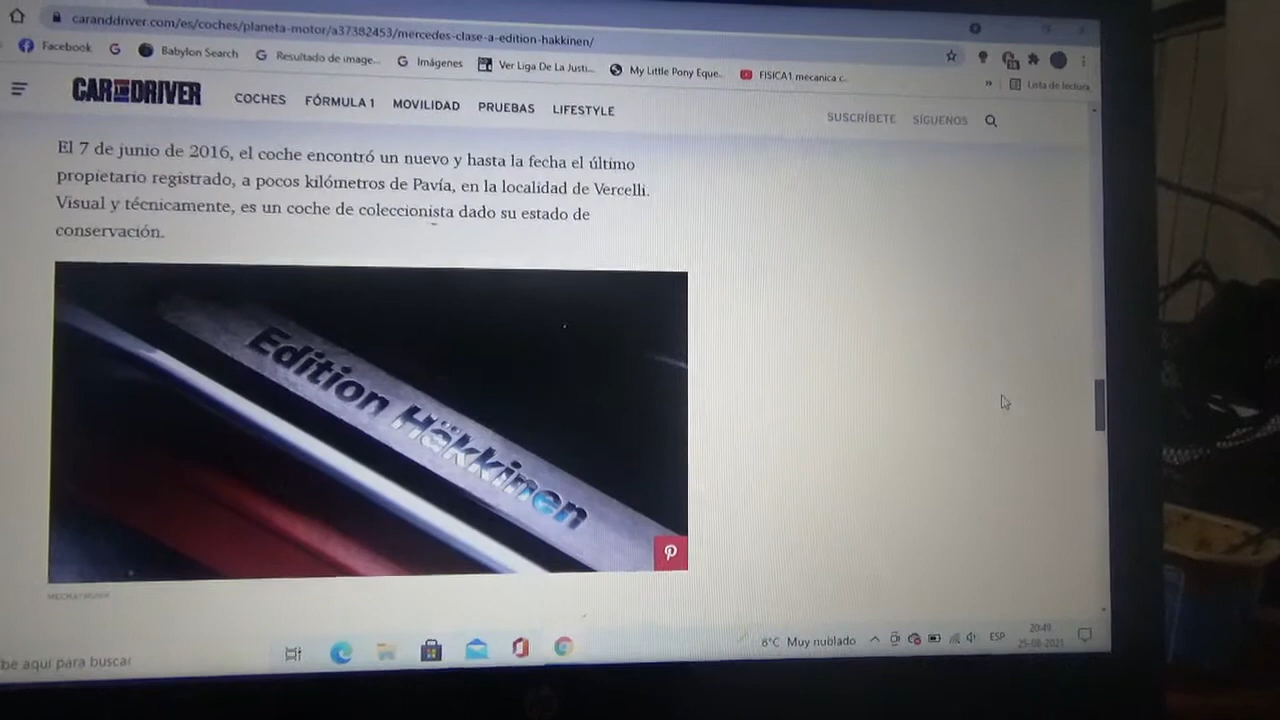 caranddriver.com/es/coches/planeta-motor/a37382453/mercedes-clase-a-edition-hakkinen/
Facebook Babylon Search Resultado de image... Imágenes Ver Liga De La Justi... My Little Pony Eque... FISICA1 mecanica c...
» Lista de lectura
CAR AND DRIVER COCHES FÓRMULA 1 MOVILIDAD PRUEBAS LIFESTYLE SUSCRÍBETE SÍGUENOS
El 7 de junio de 2016, el coche encontró un nuevo y hasta la fecha el último
propietario registrado, a pocos kilómetros de Pavía, en la localidad de Vercelli.
Visual y técnicamente, es un coche de coleccionista dado su estado de
conservación.
Edition Häkkinen
be aquí para buscar
8°C Muy nublado ESP 20:49
25-08-2021